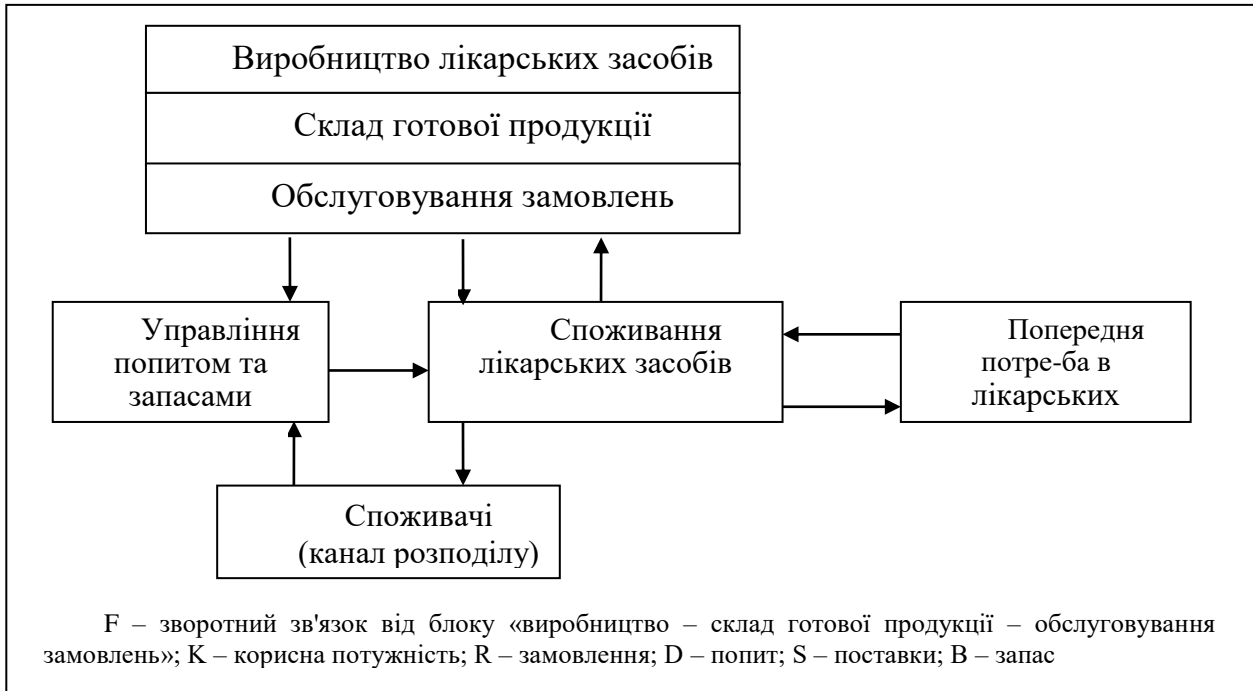 Виробництво лікарських засобів
Склад готової продукції
Обслуговування замовлень
Управління
попитом та
запасами
Споживання
лікарських засобів
Попередня
потре-ба в
лікарських
Споживачі
(канал розподілу)
F – зворотний зв'язок від блоку «виробництво – склад готової продукції – обслуговування
замовлень»; K – корисна потужність; R – замовлення; D – попит; S – поставки; B – запас